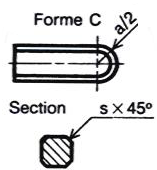 Forme C
a/2
Section
s × 45°